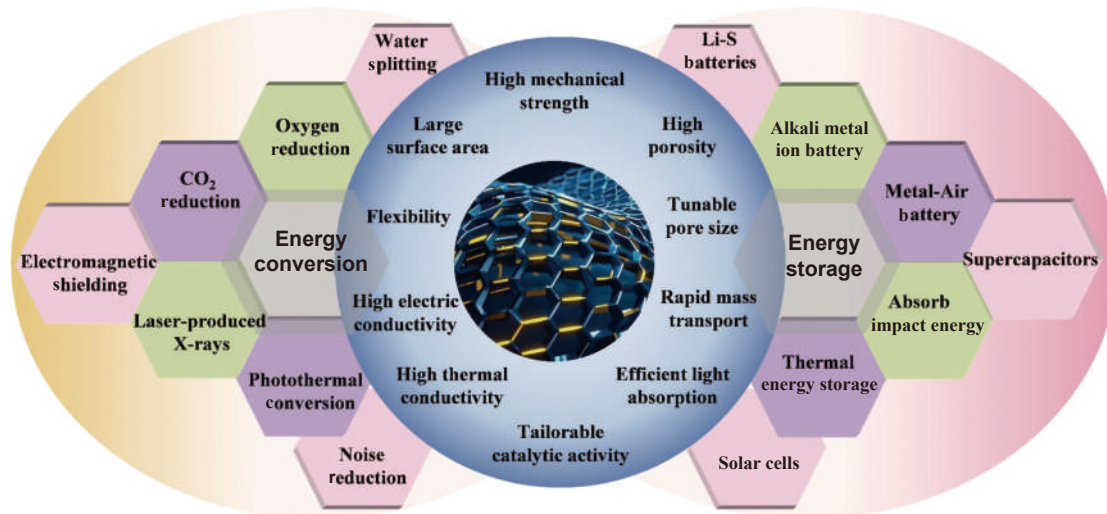 Water
splitting
Oxygen
reduction
CO₂
reduction
Electromagnetic
shielding
Laser-produced
X-rays
Photothermal
conversion
Noise
reduction
Energy
conversion
High mechanical
strength
Large
surface area
High
porosity
Flexibility
Tunable
pore size
High electric
conductivity
Rapid mass
transport
High thermal
conductivity
Efficient light
absorption
Tailorable
catalytic activity
Energy
storage
Li-S
batteries
Alkali metal
ion battery
Metal-Air
battery
Supercapacitors
Absorb
impact energy
Thermal
energy storage
Solar cells